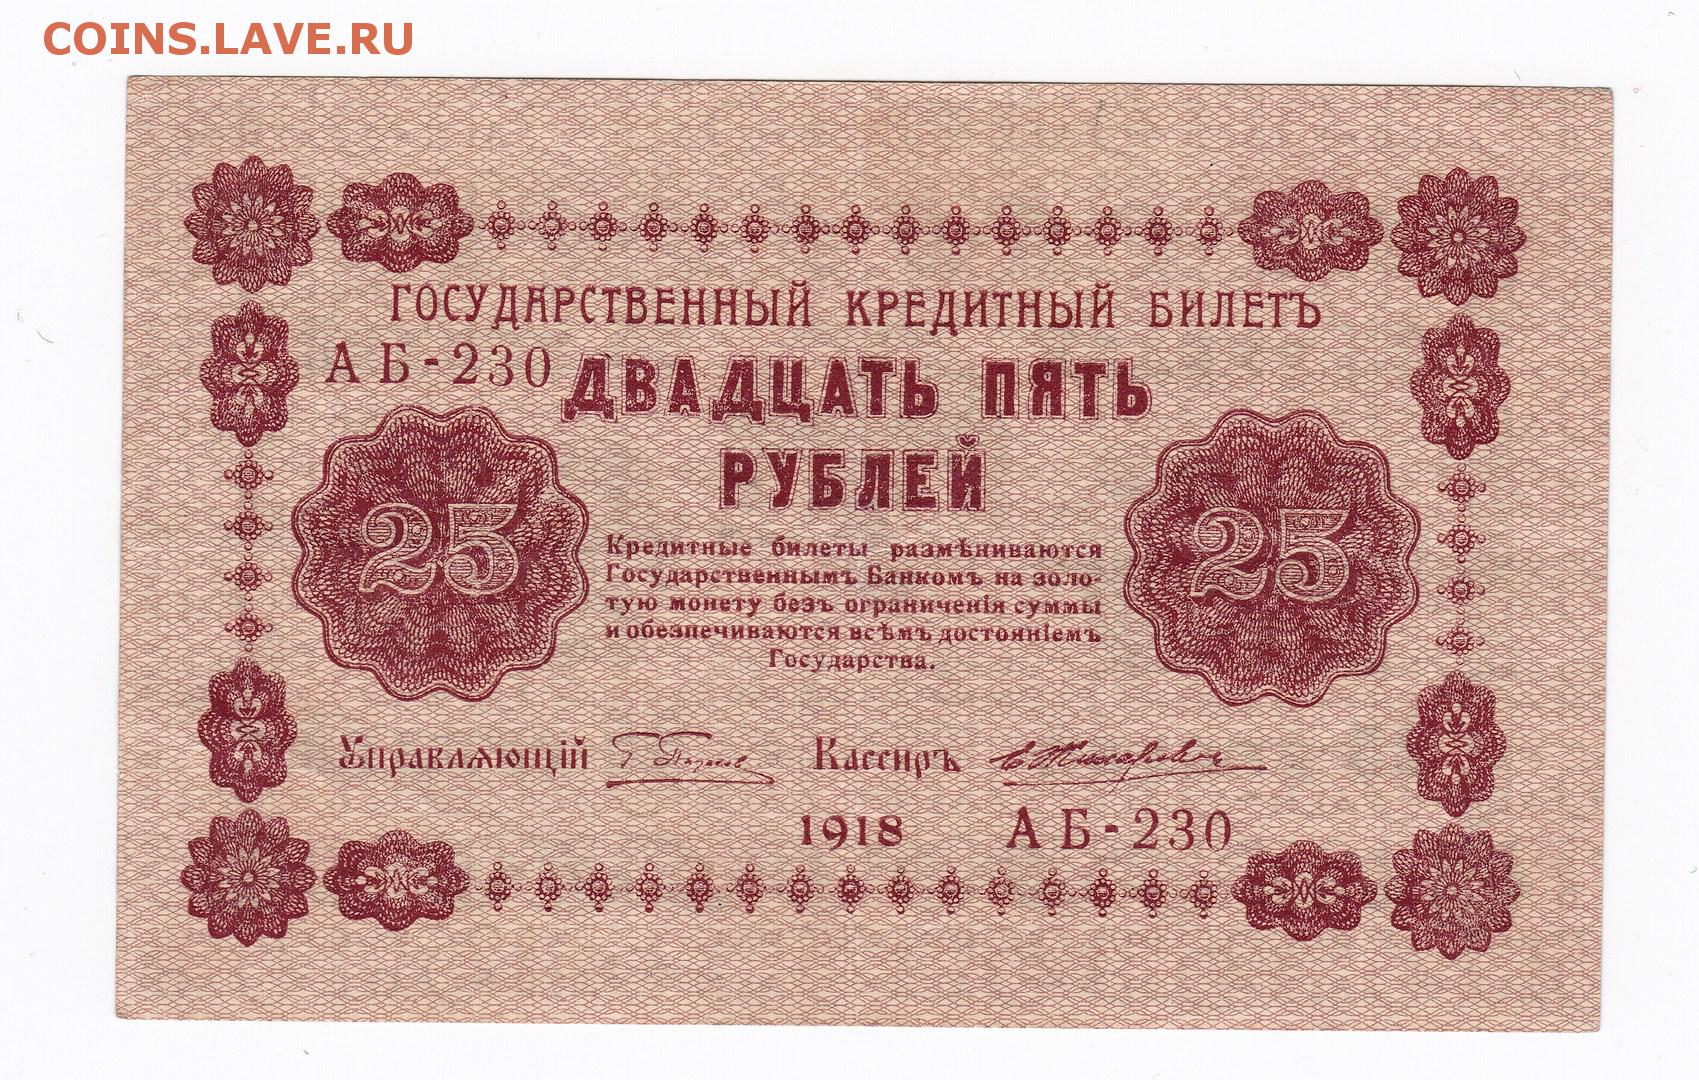 COINS.LAVE.RU
ГОСУДАРСТВЕННЫЙ КРЕДИТНЫЙ БИЛЕТЪ
АБ-230
ДВАДЦАТЬ ПЯТЬ
РУБЛЕЙ
25
25
Кредитные билеты размѣниваются
Государственнымъ Банкомъ на золо-
тую монету безъ ограниченія суммы
и обезпечиваются всѣмъ достояніемъ
Государства.
Управляющій
Кассиръ
1918
АБ-230